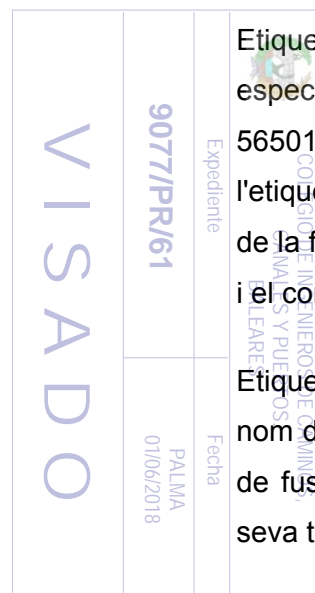 VISADO
9077/PR/61
Expediente
Fecha
PALMA
01/06/2018
COLEGIO DE INGENIEROS DE CAMINOS,
CANALES Y PUERTOS
BALEARES
Etique
espec
56501
l'etique
de la f
i el co
Etique
nom d
de fus
seva t